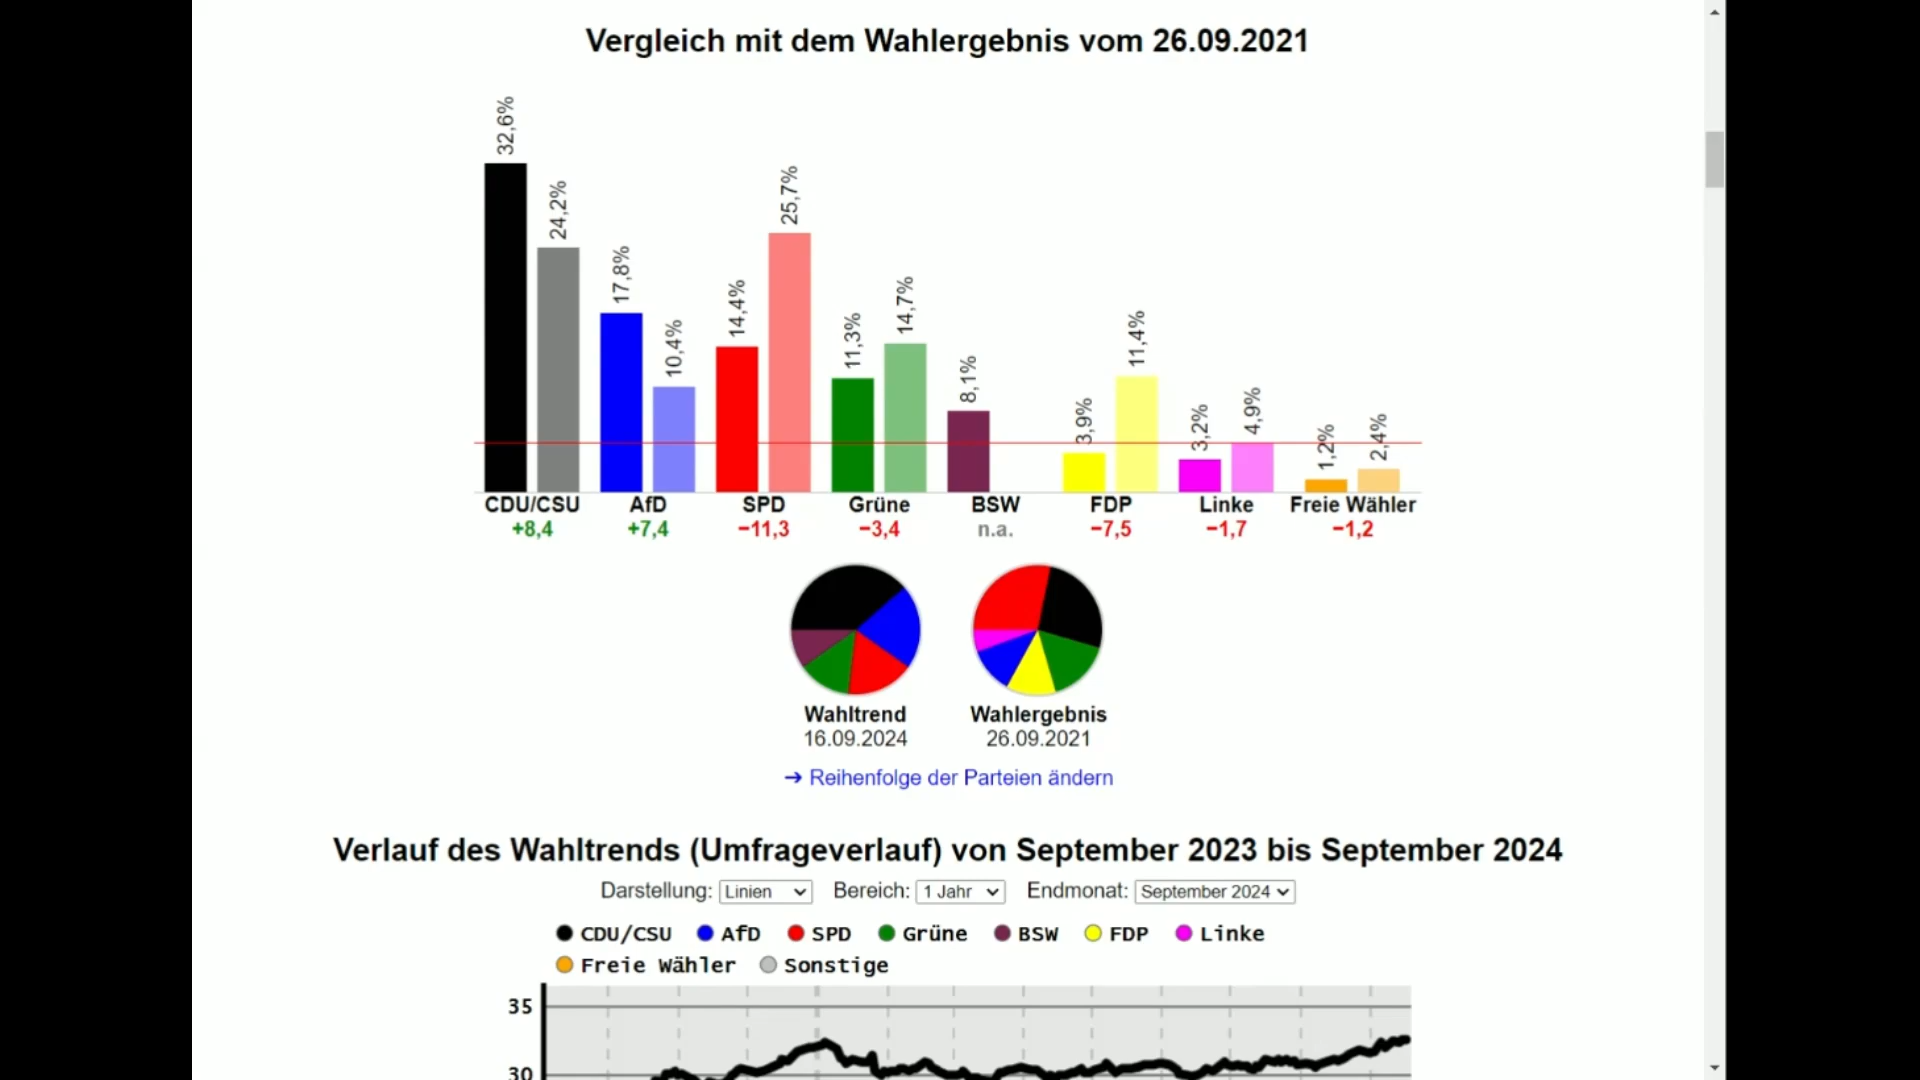 Vergleich mit dem Wahlergebnis vom 26.09.2021
32,6%
24,2%
17,8%
10,4%
14,4%
25,7%
11,3%
14,7%
8,1%
3,9%
11,4%
3,2%
4,9%
1,2%
2,4%
CDU/CSU AfD SPD Grüne BSW FDP Linke Freie Wähler
+8,4 +7,4 −11,3 −3,4 n.a. −7,5 −1,7 −1,2
Wahltrend Wahlergebnis
16.09.2024 26.09.2021
➔ Reihenfolge der Parteien ändern
Verlauf des Wahltrends (Umfrageverlauf) von September 2023 bis September 2024
Darstellung: Linien Bereich: 1 Jahr Endmonat: September 2024
CDU/CSU AfD SPD Grüne BSW FDP Linke
Freie Wähler Sonstige
35
30